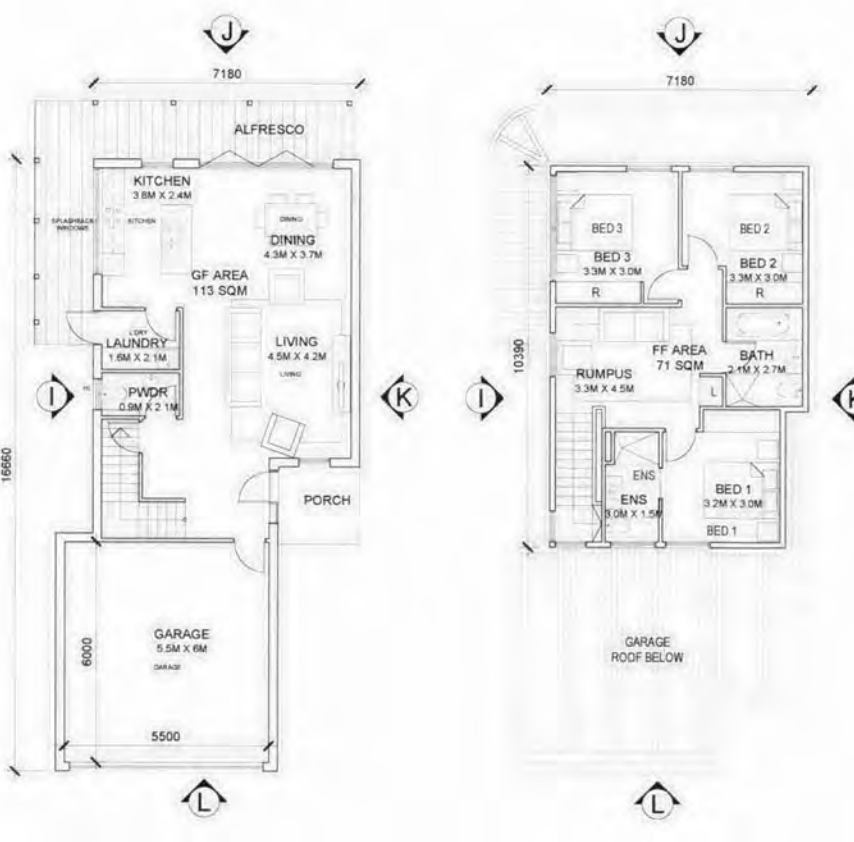 J
7180
ALFRESCO
KITCHEN
3.8M X 2.4M
SPLASHBACK
WINDOWS
KITCHEN
DINING
DINING
4.3M X 3.7M
GF AREA
113 SQM
L'DRY
LAUNDRY
1.6M X 2.1M
LIVING
4.5M X 4.2M
LIVING
I
PWDR
0.9M X 2.1M
K
16660
PORCH
GARAGE
5.5M X 6M
GARAGE
6000
5500
L
J
7180
BED 3
BED 3
3.3M X 3.0M
R
BED 2
BED 2
3.3M X 3.0M
R
10390
FF AREA
71 SQM
BATH
2.1M X 2.7M
RUMPUS
3.3M X 4.5M
L
I
K
ENS
ENS
3.0M X 1.5M
BED 1
3.2M X 3.0M
BED 1
GARAGE
ROOF BELOW
L